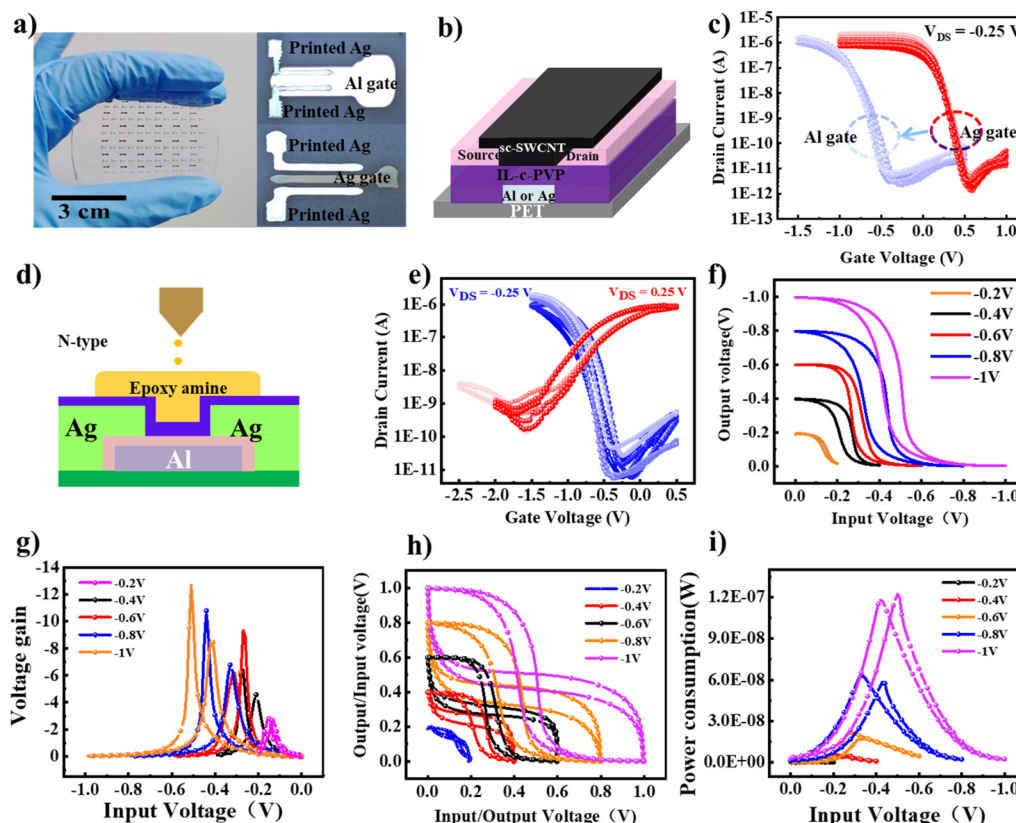 a)
Printed Ag
Al gate
Printed Ag
Printed Ag
Ag gate
Printed Ag
3 cm
b)
sc-SWCNT
Source Drain
IL-c-PVP
Al or Ag
PET
c)
V_DS = -0.25 V
Drain Current (A)
1E-5
1E-6
1E-7
1E-8
1E-9
1E-10
1E-11
1E-12
1E-13
Al gate
Ag gate
-1.5 -1.0 -0.5 0.0 0.5 1.0
Gate Voltage (V)
d)
N-type
Epoxy amine
Ag Ag
Al
e)
V_DS = -0.25 V V_DS = 0.25 V
Drain Current (A)
1E-6
1E-7
1E-8
1E-9
1E-10
1E-11
-2.5 -2.0 -1.5 -1.0 -0.5 0.0 0.5
Gate Voltage (V)
f)
Output voltage(V)
-1.0
-0.8
-0.6
-0.4
-0.2
0.0
-0.2V
-0.4V
-0.6V
-0.8V
-1V
0.0 -0.2 -0.4 -0.6 -0.8 -1.0
Input Voltage (V)
g)
Voltage gain
-14
-12
-10
-8
-6
-4
-2
0
-0.2V
-0.4V
-0.6V
-0.8V
-1V
-1.0 -0.8 -0.6 -0.4 -0.2 0.0
Input Voltage (V)
h)
Output/Input voltage(V)
1.0
0.8
0.6
0.4
0.2
0.0
-0.2V
-0.4V
-0.6V
-0.8V
-1V
0.0 0.2 0.4 0.6 0.8 1.0
Input/Output Voltage (V)
i)
Power consumption(W)
1.2E-07
9.0E-08
6.0E-08
3.0E-08
0.0E+00
-0.2V
-0.4V
-0.6V
-0.8V
-1V
0.0 -0.2 -0.4 -0.6 -0.8 -1.0
Input Voltage (V)